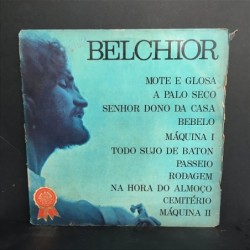 BELCHIOR
MOTE E GLOSA
A PALO SECO
SENHOR DONO DA CASA
BEBELO
MÁQUINA I
TODO SUJO DE BATON
PASSEIO
RODAGEM
NA HORA DO ALMOÇO
CEMITÉRIO
MÁQUINA II